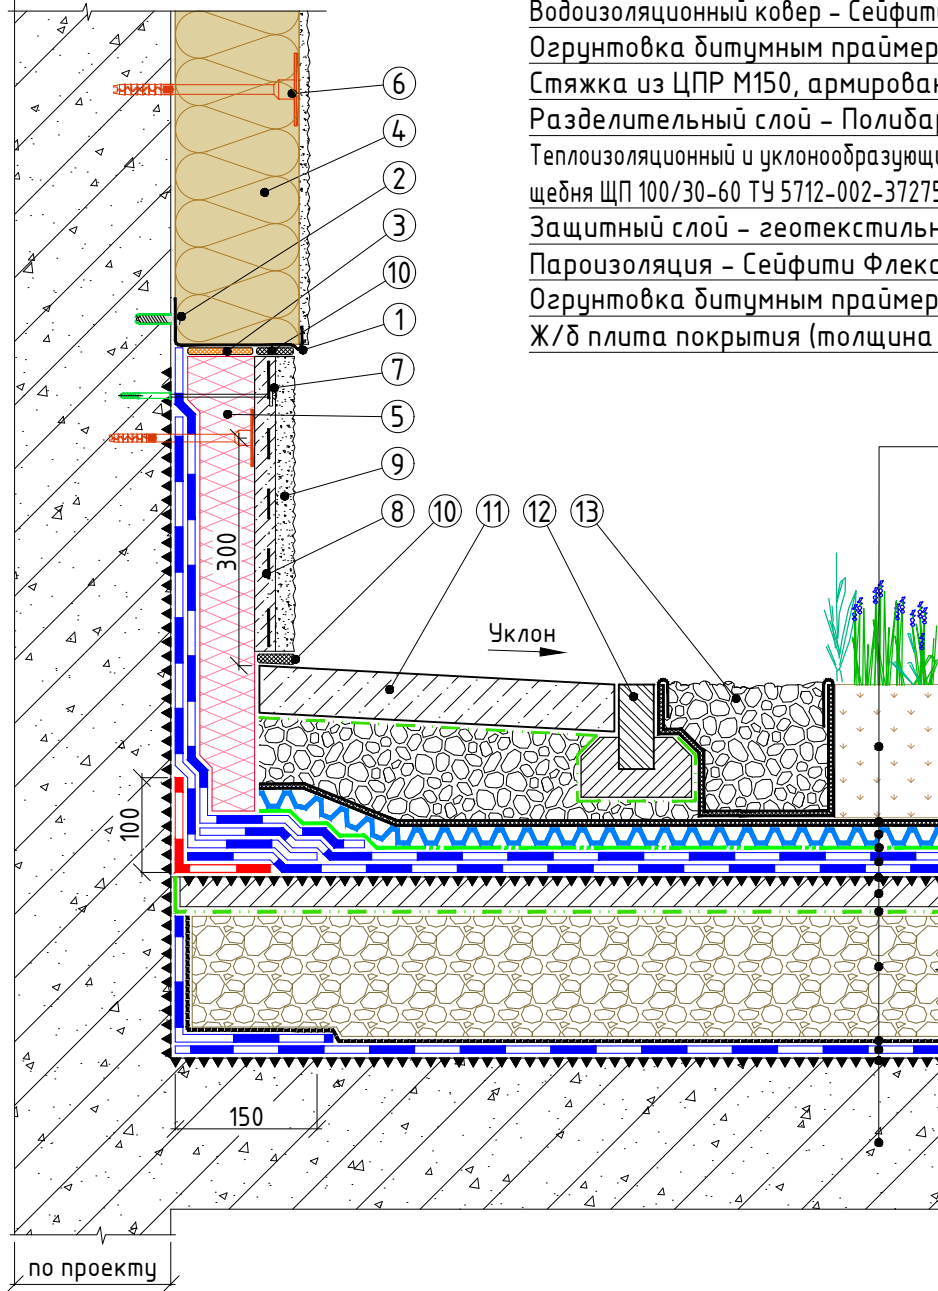 Водоизоляционный ковер - Сейфити
Огрунтовка битумным праймер
Стяжка из ЦПР М150, армирован
Разделительный слой - Полибар
Теплоизоляционный и уклонообразующи
щебня ЩП 100/30-60 ТУ 5712-002-37275
Защитный слой - геотекстильн
Пароизоляция - Сейфити Флекс
Огрунтовка битумным праймер
Ж/б плита покрытия (толщина
6
4
2
3
10
1
7
5
9
8 10 11 12 13
300
Уклон
100
150
по проекту